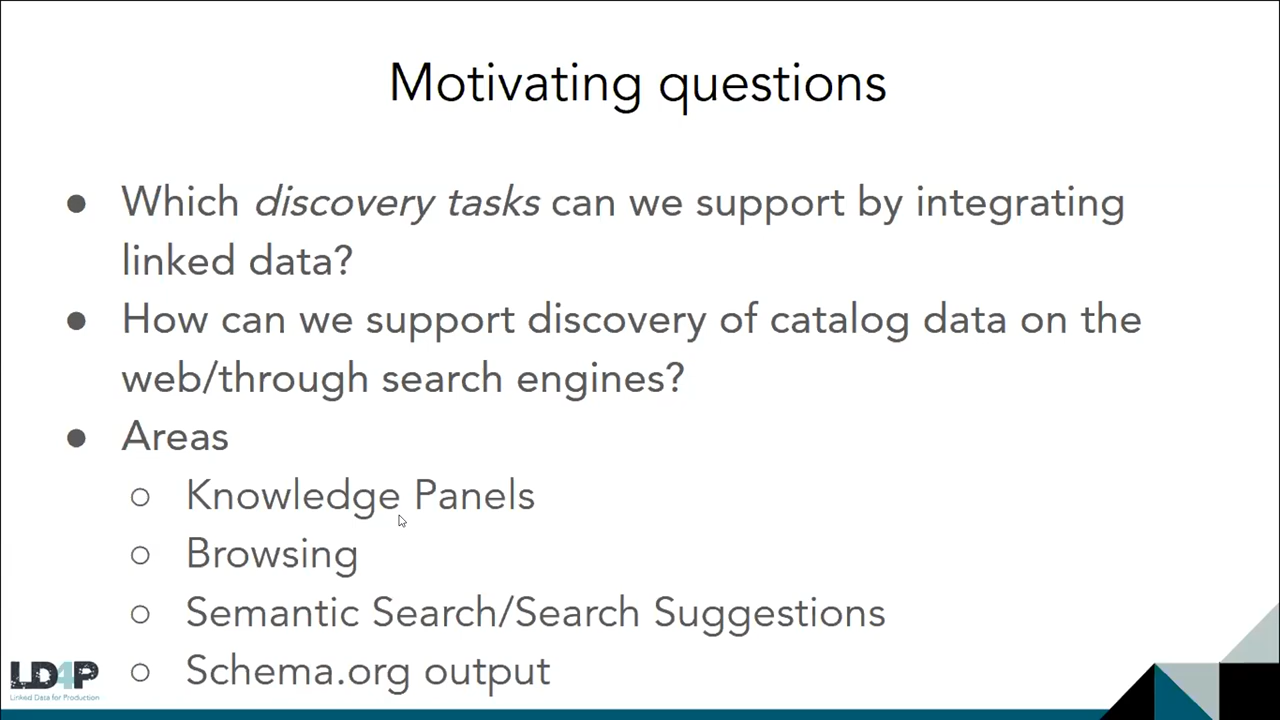 Motivating questions
● Which discovery tasks can we support by integrating
linked data?
● How can we support discovery of catalog data on the
web/through search engines?
● Areas
○ Knowledge Panels
○ Browsing
○ Semantic Search/Search Suggestions
○ Schema.org output
LD4P
Linked Data for Production